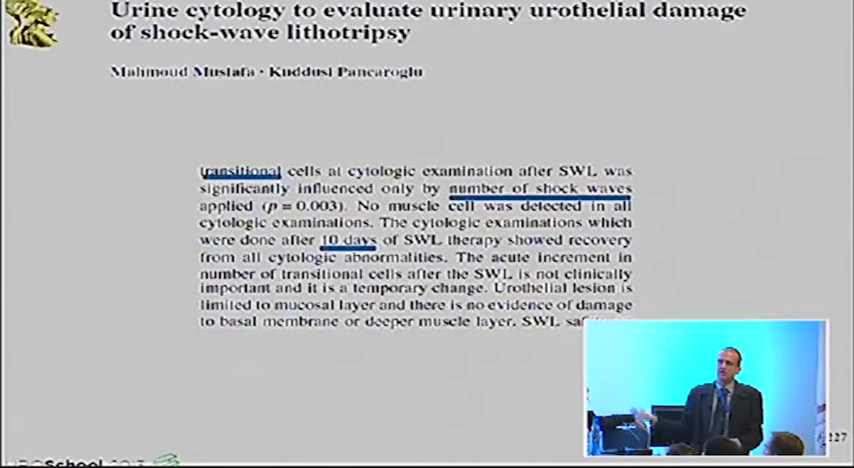 Urine cytology to evaluate urinary urothelial damage
of shock-wave lithotripsy
Mahmoud Mustafa · Kuddusi Pancaroglu
transitional cells at cytologic examination after SWL was
significantly influenced only by number of shock waves
applied (p = 0.003). No muscle cell was detected in all
cytologic examinations. The cytologic examinations which
were done after 10 days of SWL therapy showed recovery
from all cytologic abnormalities. The acute increment in
number of transitional cells after the SWL is not clinically
important and it is a temporary change. Urothelial lesion is
limited to mucosal layer and there is no evidence of damage
to basal membrane or deeper muscle layer. SWL
227
School